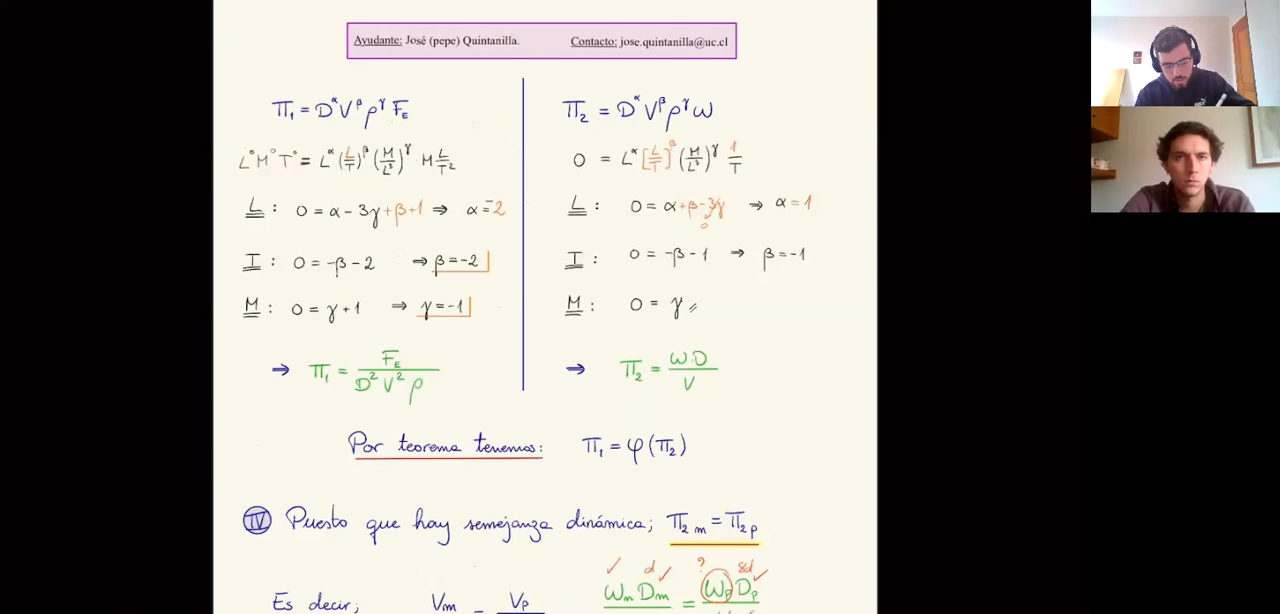 Ayudante: José (pepe) Quintanilla. Contacto: jose.quintanilla@uc.cl
Π₁ = D^α V^β ρ^γ F_E
L°M°T° = L^α (L/T)^β (M/L³)^γ · M L/T²
L: 0 = α - 3γ + β + 1 ⇒ α = -2
T: 0 = -β - 2 ⇒ β = -2
M: 0 = γ + 1 ⇒ γ = -1
→ Π₁ = F_E / D² V² ρ
Π₂ = D^α V^β ρ^γ ω
0 = L^α [L/T]^β (M/L³)^γ 1/T
L: 0 = α + β - 3γ ⇒ α = 1
0
T: 0 = -β - 1 → β = -1
M: 0 = γ
→ Π₂ = ω·D / V
Por teorema tenemos: Π₁ = φ(Π₂)
IV Puesto que hay semejanza dinámica; Π₂ m = Π₂ p
✓ d ✓ ? 8d ✓
Es decir; Vm = Vp ωm Dm = ωp Dp